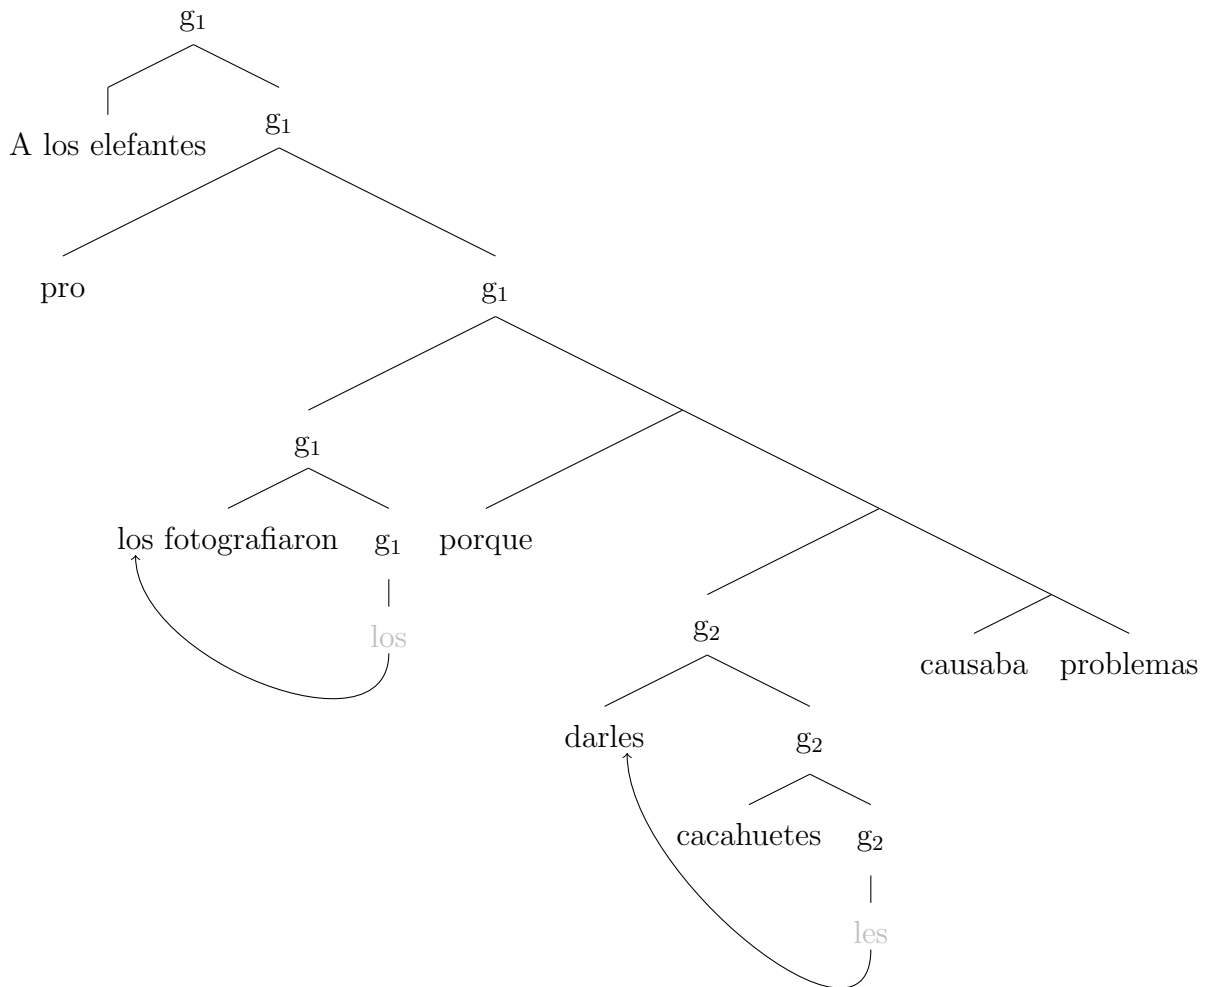 g₁
A los elefantes g₁
pro g₁
g₁
los fotografiaron g₁ porque
los
g₂
causaba problemas
darles g₂
cacahuetes g₂
les